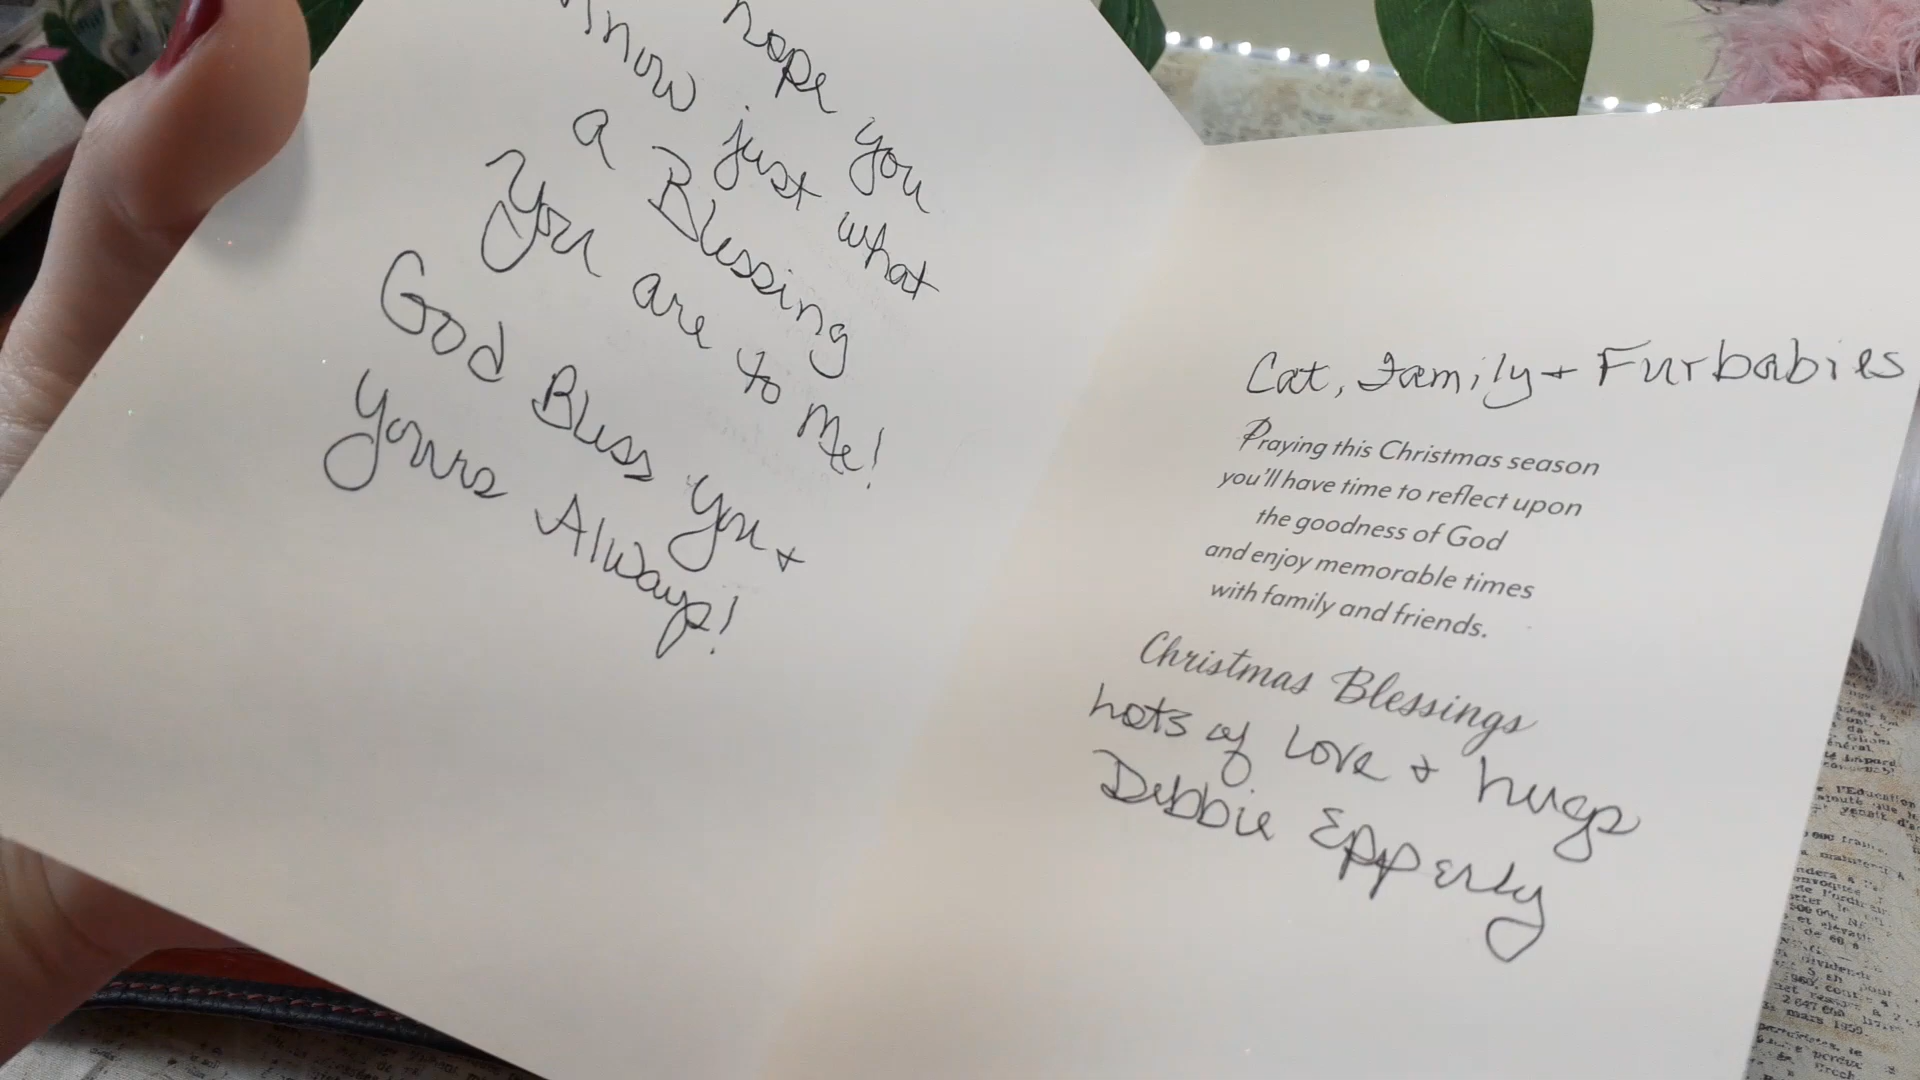 hope you
know just what
a Blessing
You are to me!
God Bless you +
yours Always!
Cat, Family + Furbabies
Praying this Christmas season
you'll have time to reflect upon
the goodness of God
and enjoy memorable times
with family and friends.
Christmas Blessings
hots of Love + hugs
Debbie Epperly